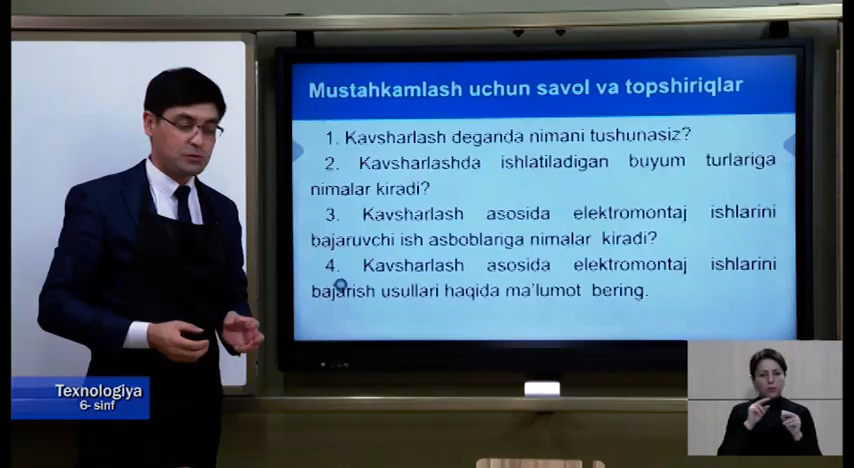 Mustahkamlash uchun savol va topshiriqlar
1. Kavsharlash deganda nimani tushunasiz?
2. Kavsharlashda ishlatiladigan buyum turlariga
nimalar kiradi?
3. Kavsharlash asosida elektromontaj ishlarini
bajaruvchi ish asboblariga nimalar kiradi?
4. Kavsharlash asosida elektromontaj ishlarini
bajarish usullari haqida ma'lumot bering.
Texnologiya
6- sinf